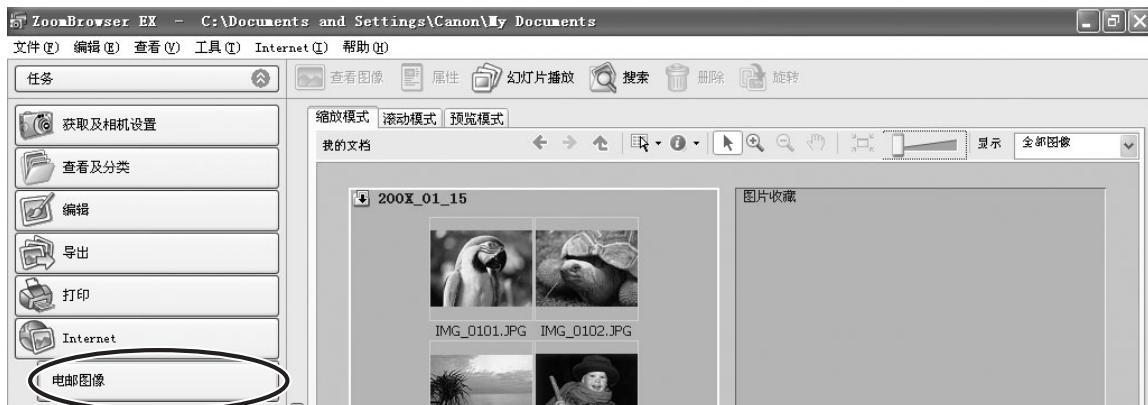 ZoomBrowser EX - C:\Documents and Settings\Canon\My Documents
文件(F) 编辑(E) 查看(V) 工具(T) Internet(I) 帮助(H)
任务 查看图像 属性 幻灯片播放 搜索 删除 旋转
获取及相机设置
缩放模式 滚动模式 预览模式
我的文档 显示 全部图像
查看及分类
200X_01_15 图片收藏
编辑
导出
打印
IMG_0101.JPG IMG_0102.JPG
Internet
电邮图像